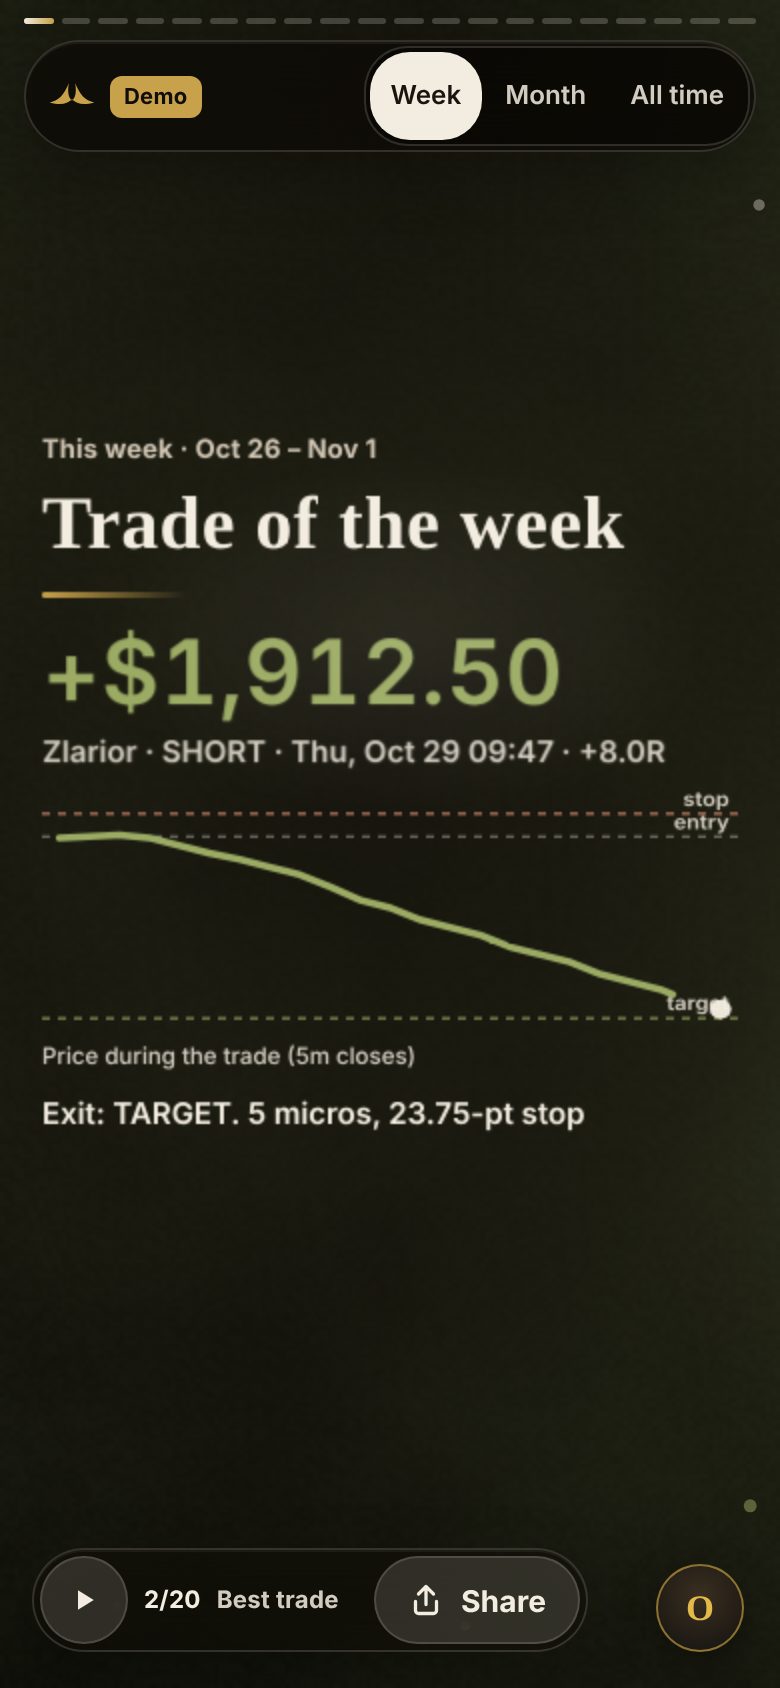 Demo
Week
Month
All time
This week · Oct 26 – Nov 1
Trade of the week
+$1,912.50
Zlarior · SHORT · Thu, Oct 29 09:47 · +8.0R
stop
entry
target
Price during the trade (5m closes)
Exit: TARGET. 5 micros, 23.75-pt stop
2/20 Best trade
Share
O